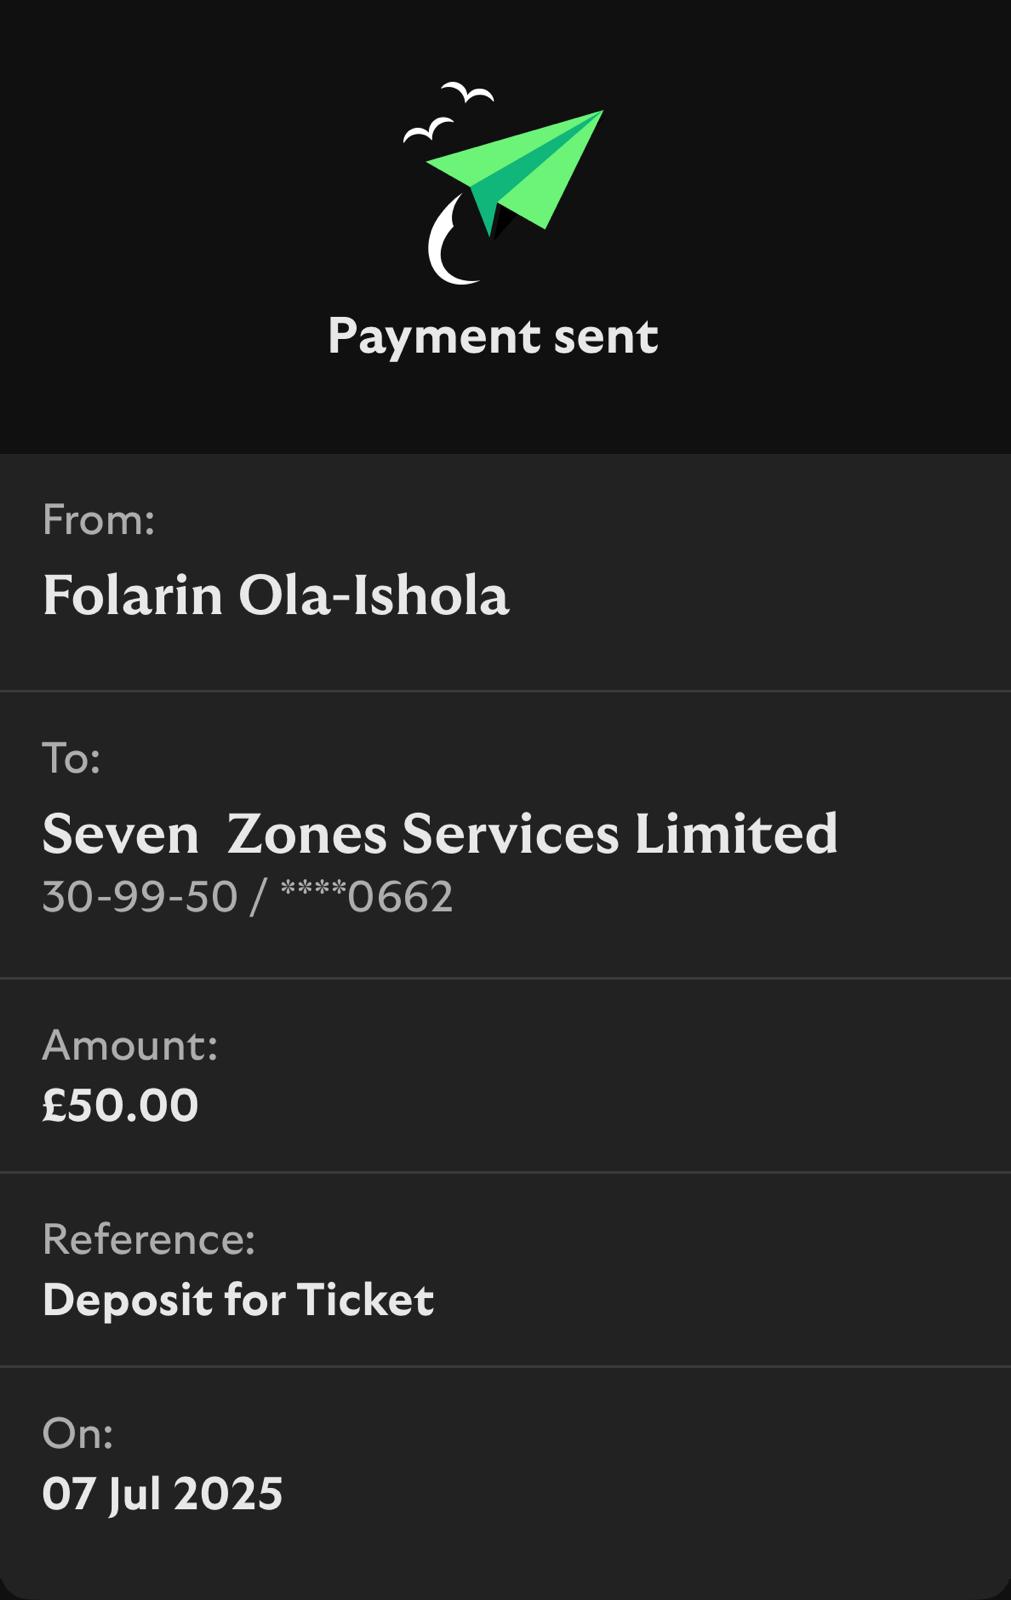 Payment sent
From:
Folarin Ola-Ishola
To:
Seven  Zones Services Limited
30-99-50 / ****0662
Amount:
£50.00
Reference:
Deposit for Ticket
On:
07 Jul 2025